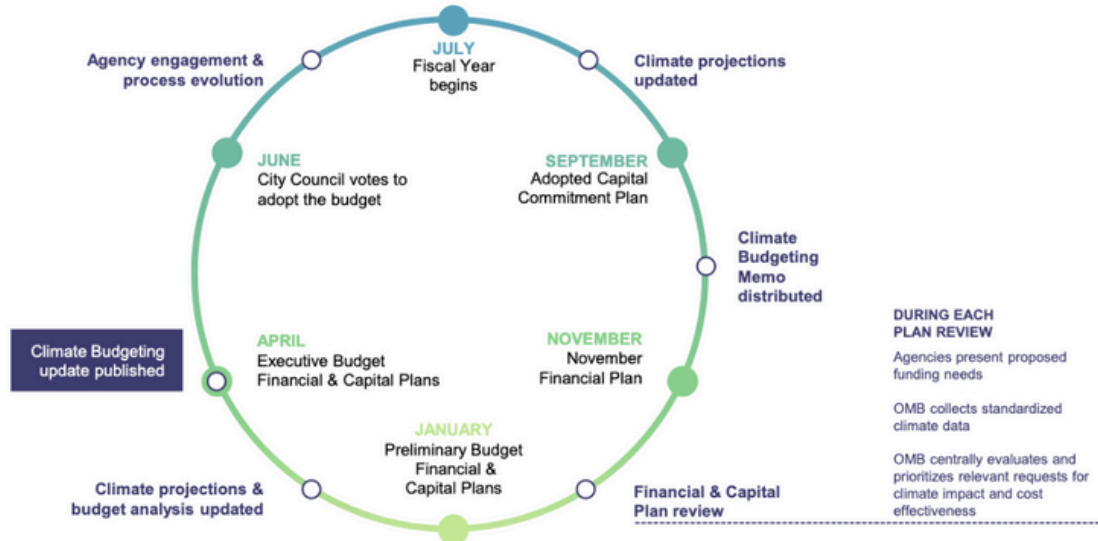 JULY
Fiscal Year
begins
Climate projections
updated
SEPTEMBER
Adopted Capital
Commitment Plan
Climate
Budgeting
Memo
distributed
NOVEMBER
November
Financial Plan
Financial & Capital
Plan review
DURING EACH
PLAN REVIEW
Agencies present proposed
funding needs
OMB collects standardized
climate data
OMB centrally evaluates and
prioritizes relevant requests for
climate impact and cost
effectiveness
JANUARY
Preliminary Budget
Financial &
Capital Plans
Climate projections &
budget analysis updated
APRIL
Executive Budget
Financial & Capital Plans
Climate Budgeting
update published
JUNE
City Council votes to
adopt the budget
Agency engagement &
process evolution